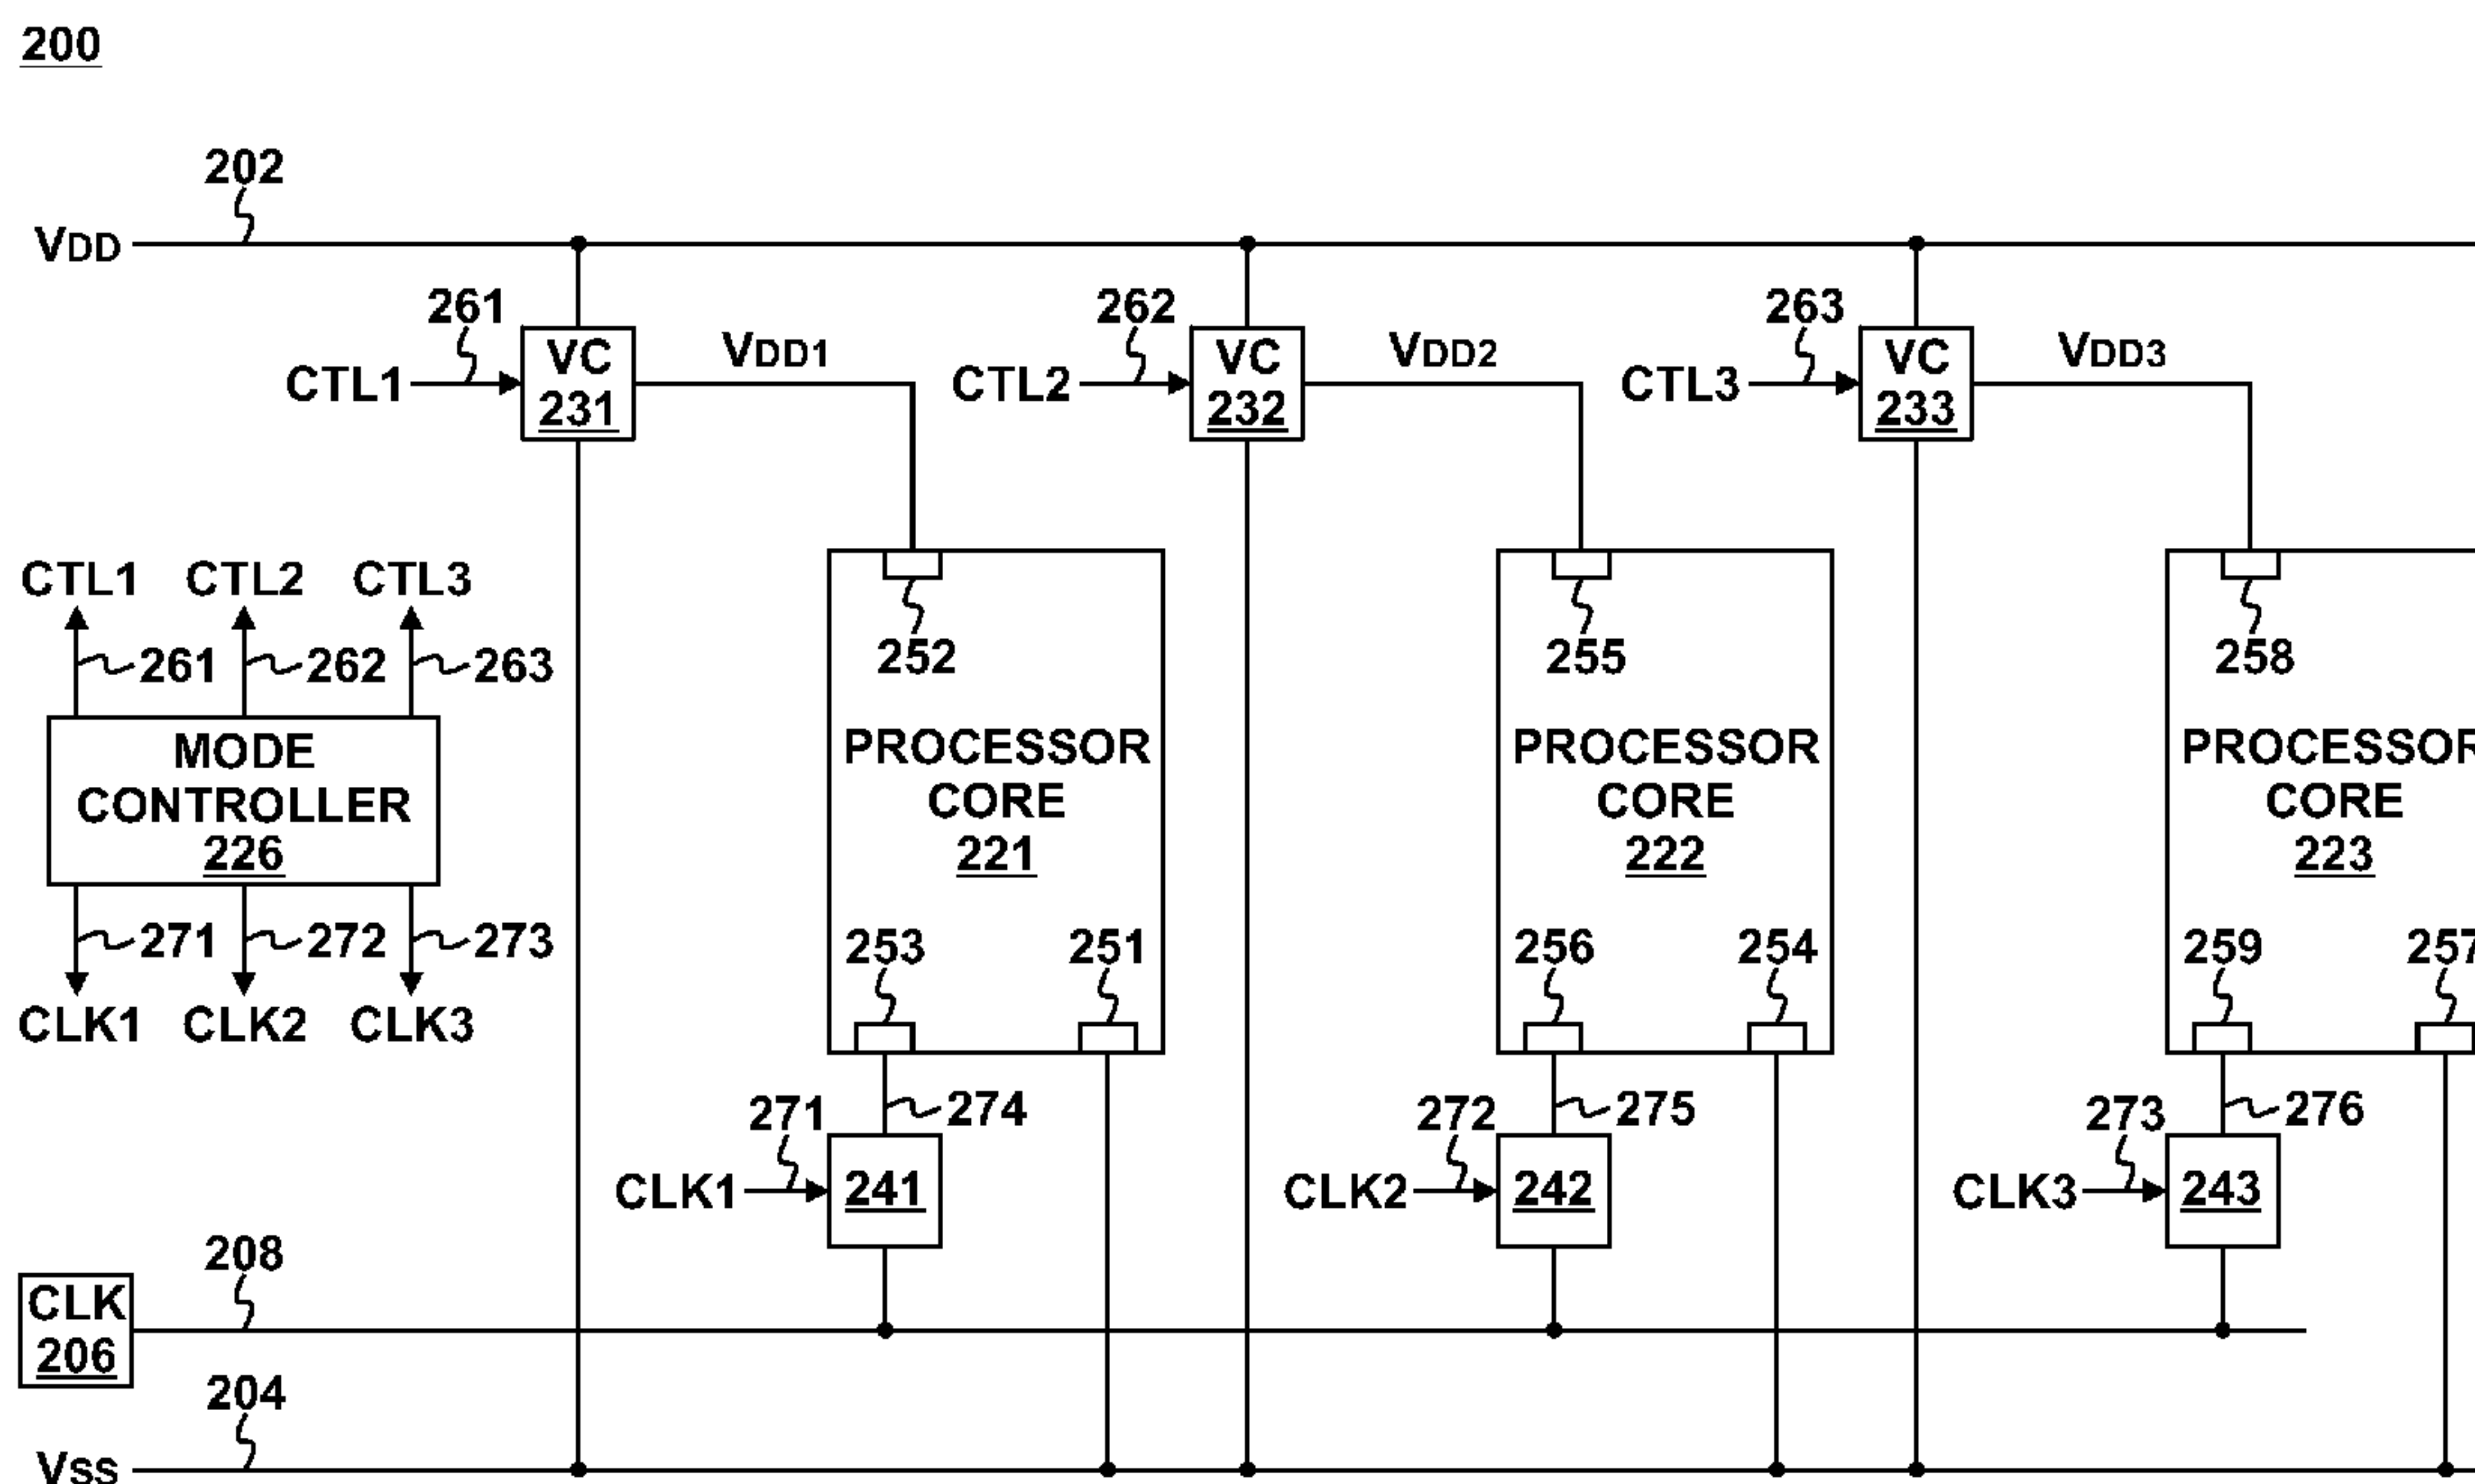 200
202
VDD
261
262
263
CTL1
VC
231
VDD1
CTL2
VC
232
VDD2
CTL3
VC
233
VDD3
CTL1
CTL2
CTL3
261
262
263
MODE
CONTROLLER
226
271
272
273
CLK1
CLK2
CLK3
252
PROCESSOR
CORE
221
253
251
255
PROCESSOR
CORE
222
256
254
258
PROCESSOR
CORE
223
259
257
271
274
CLK1
241
272
275
CLK2
242
273
276
CLK3
243
208
CLK
206
204
VSS